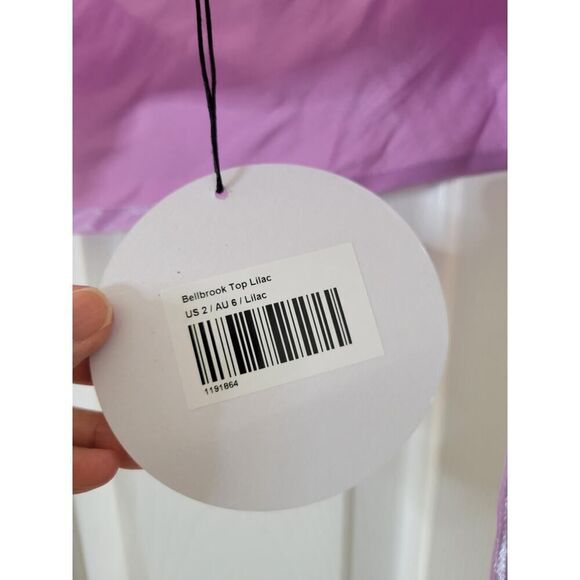 Bellbrook Top Lilac
US 2 / AU 6 / Lilac
1191864